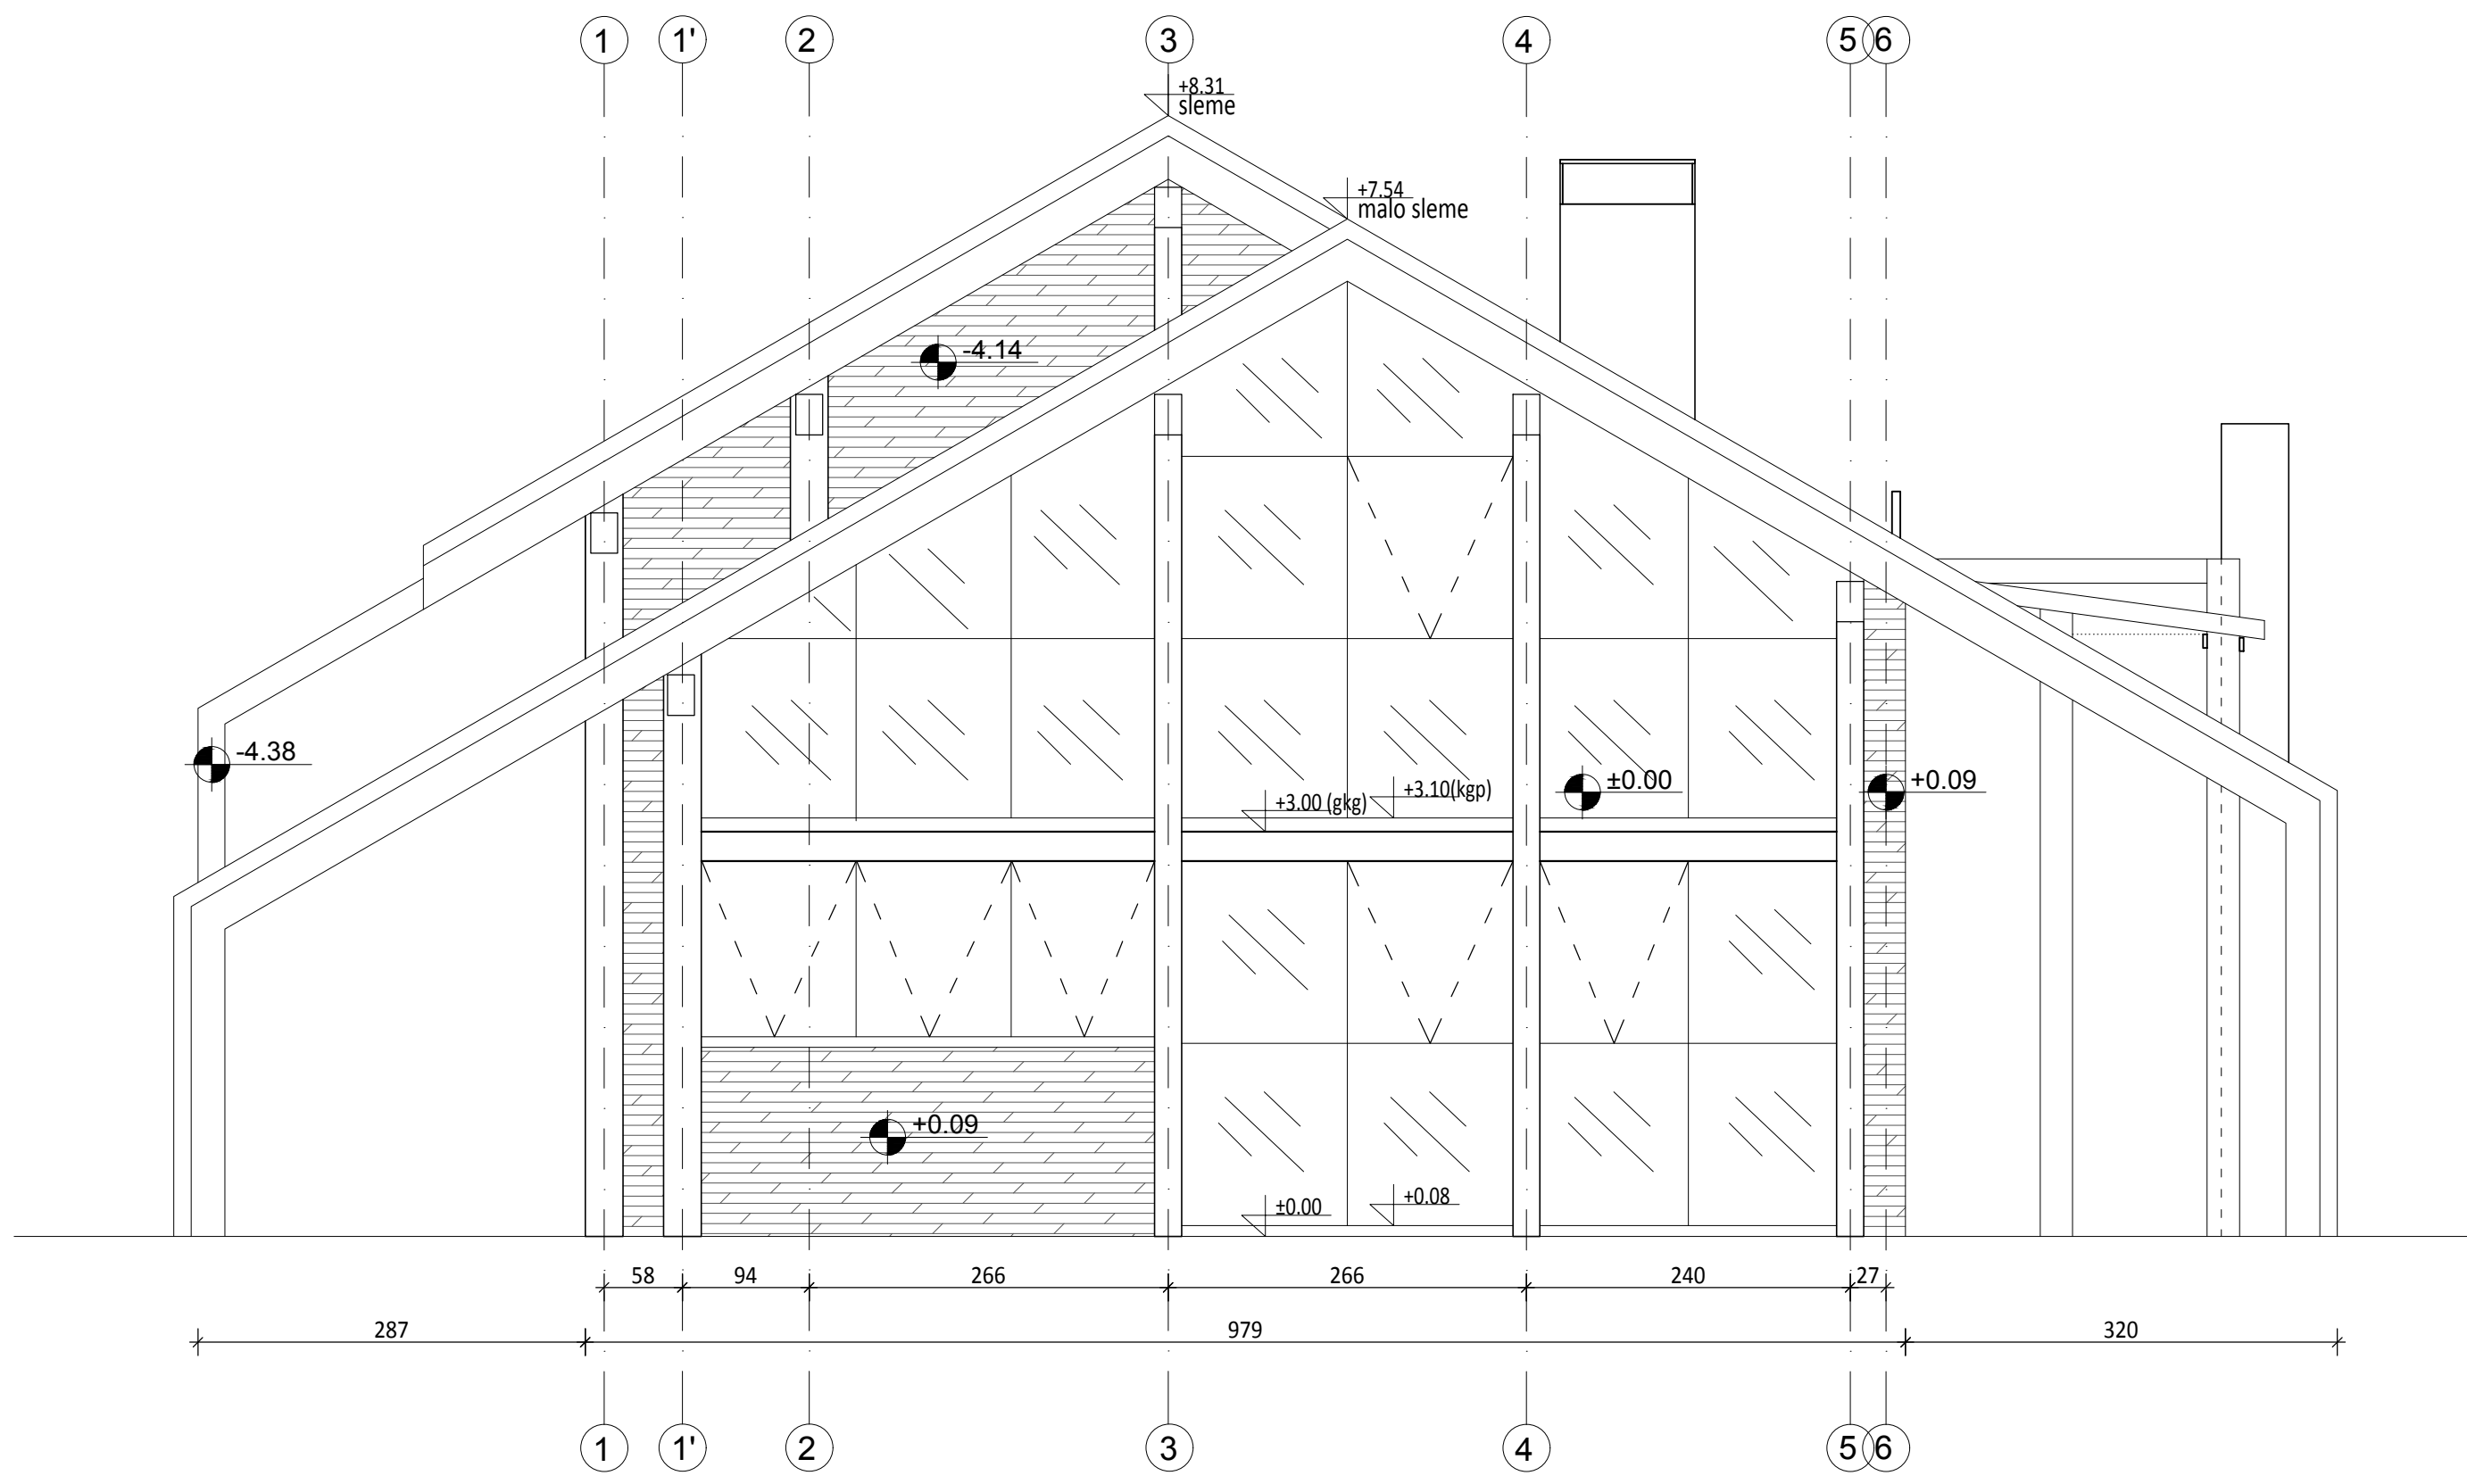 1 1' 2 3 4 5 6
+8.31
sleme
+7.54
malo sleme
-4.14
-4.38
+3.00 (gkg)
+3.10(kgp)
±0.00
+0.09
+0.09
±0.00
+0.08
58 94 266 266 240 27
287 979 320
1 1' 2 3 4 5 6